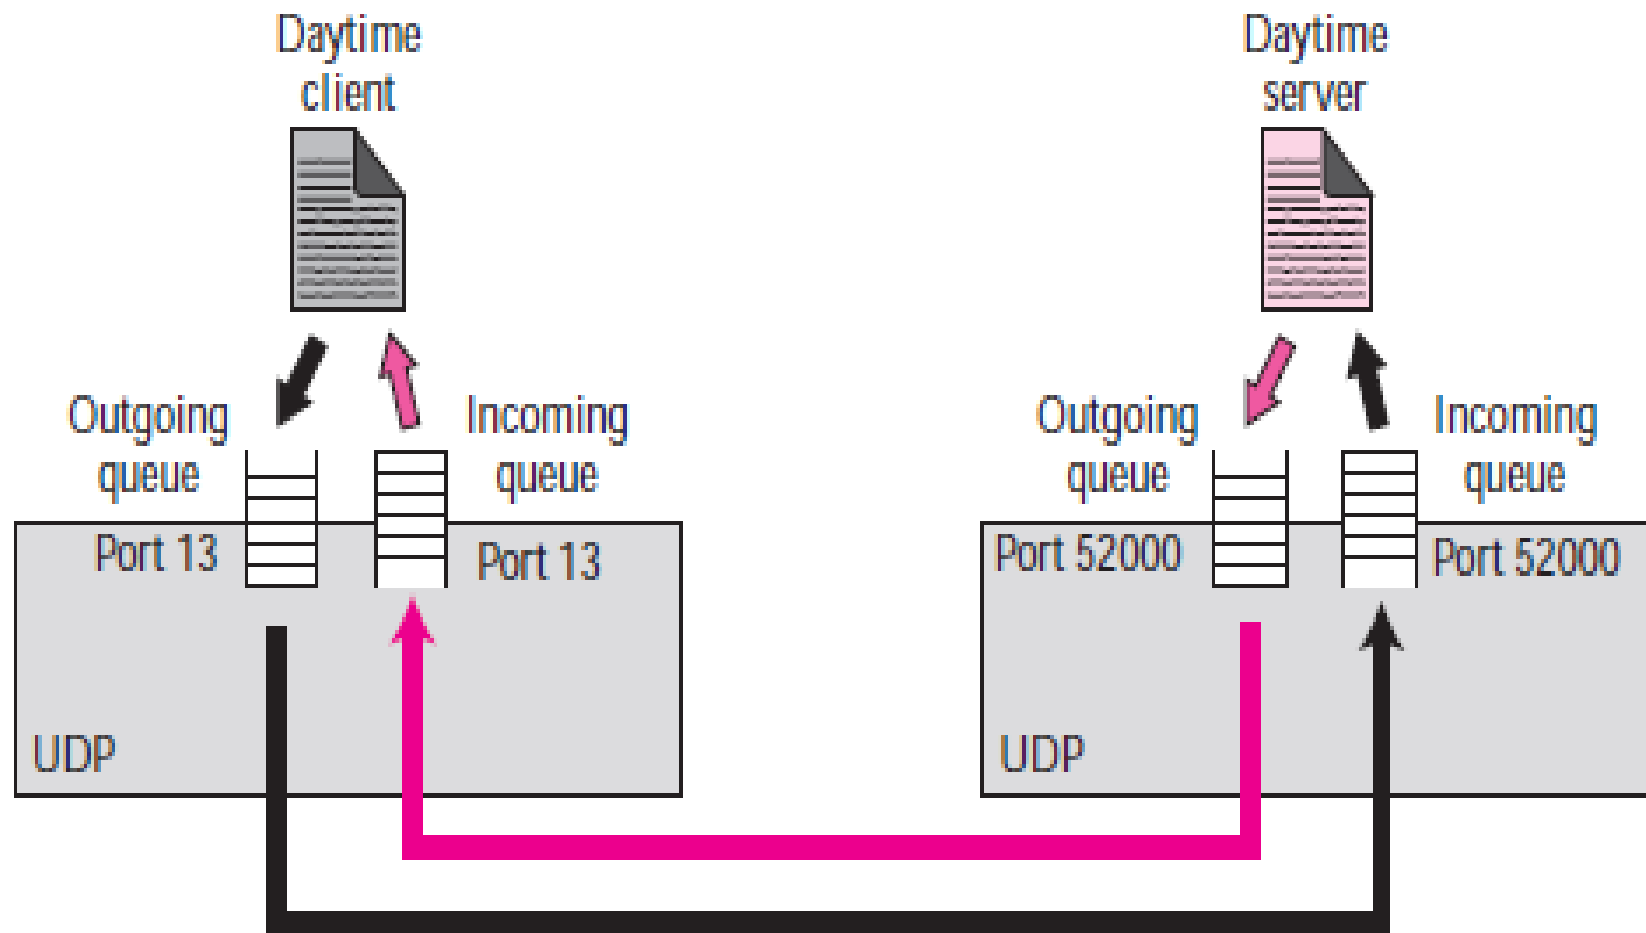 Daytime
client
Daytime
server
Outgoing
queue
Incoming
queue
Outgoing
queue
Incoming
queue
Port 13
Port 13
Port 52000
Port 52000
UDP
UDP